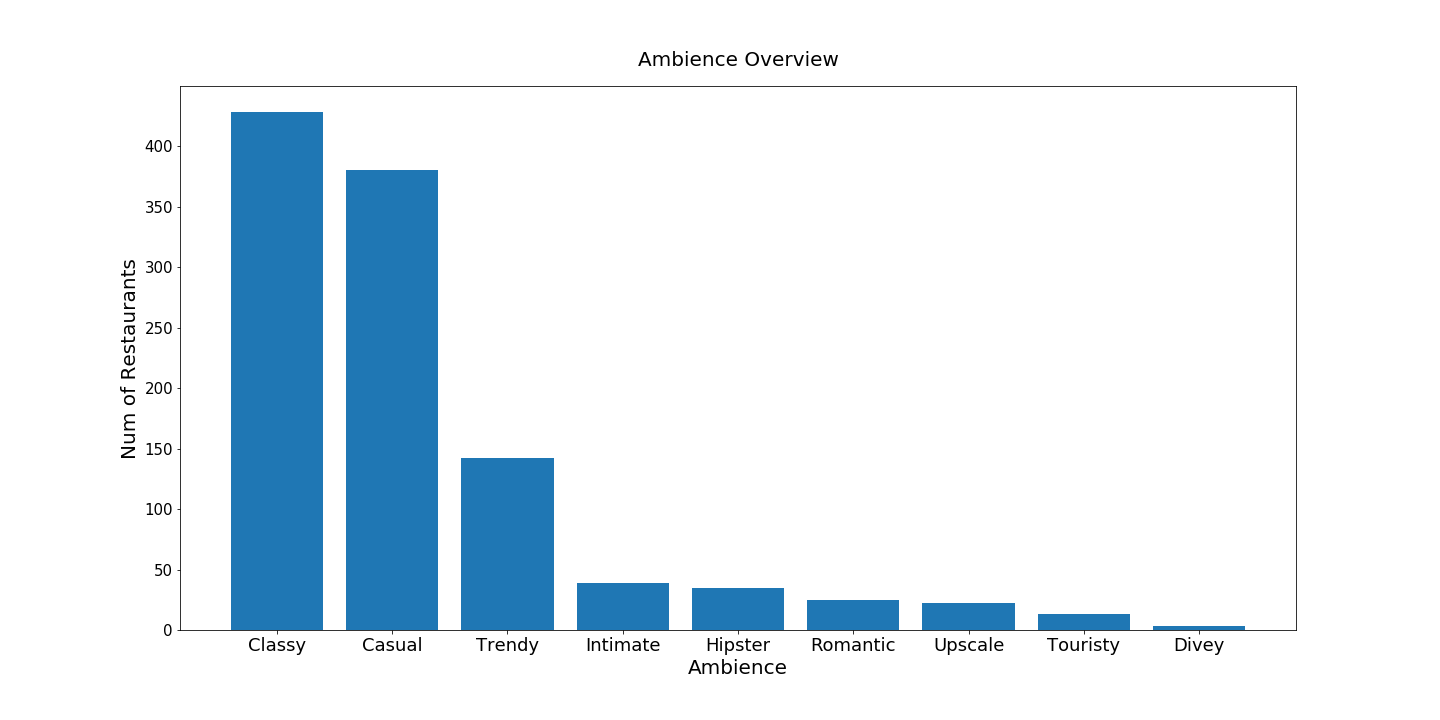 Ambience Overview
Num of Restaurants
400
350
300
250
200
150
100
50
0
Classy Casual Trendy Intimate Hipster Romantic Upscale Touristy Divey
Ambience